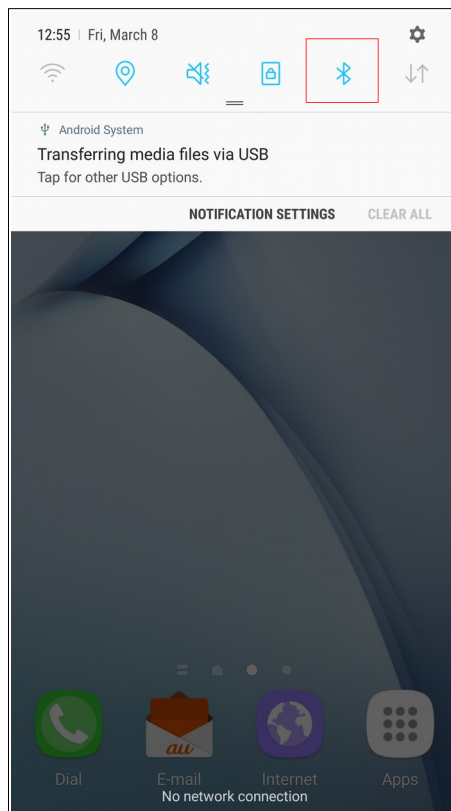 12:55 | Fri, March 8
Android System
Transferring media files via USB
Tap for other USB options.
NOTIFICATION SETTINGS CLEAR ALL
au
Dial E-mail Internet Apps
No network connection